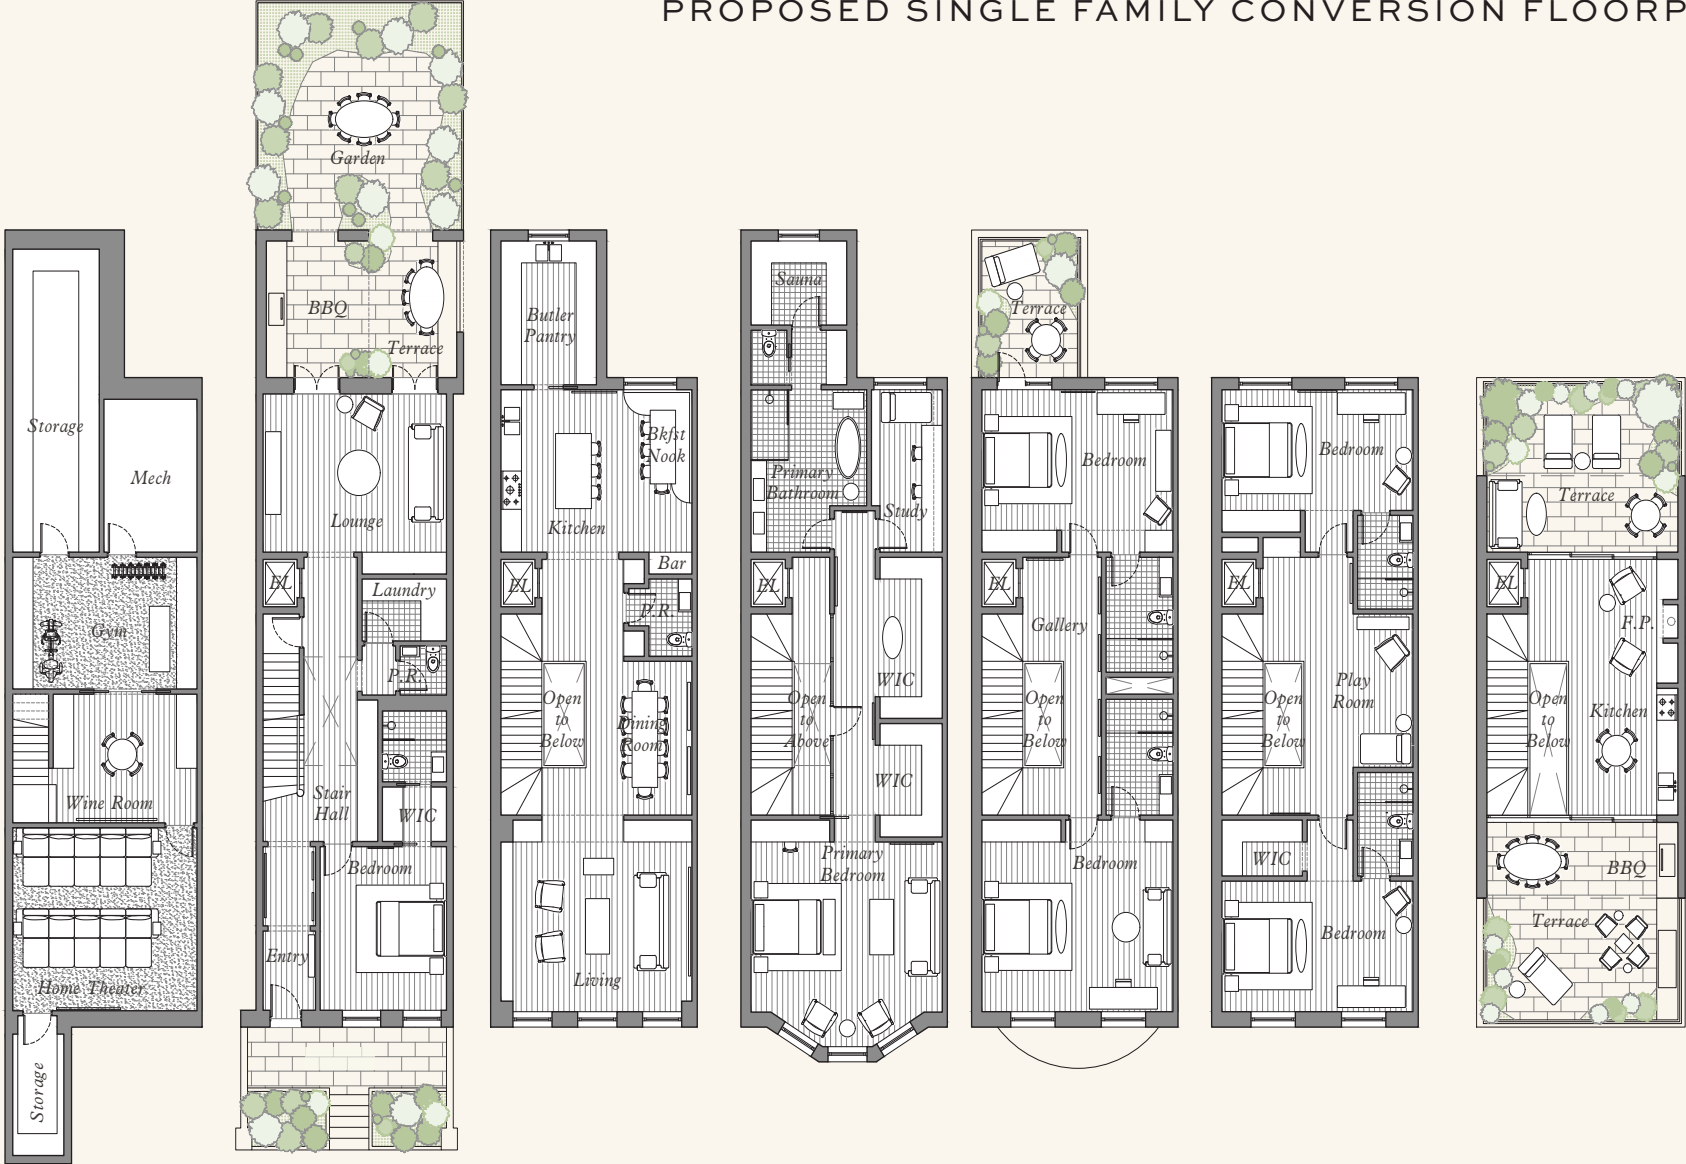 PROPOSED SINGLE FAMILY CONVERSION FLOORP
Storage
Mech
Gym
Wine Room
Home Theater
Storage
Garden
BBQ
Terrace
Lounge
EL
Laundry
P.R.
Stair
Hall
WIC
Bedroom
Entry
Butler
Pantry
Bkfst
Nook
Kitchen
Bar
EL
P.R.
Open
to
Below
Dining
Room
Living
Sauna
Primary
Bathroom
Study
EL
WIC
Open
to
Above
WIC
Primary
Bedroom
Terrace
Bedroom
EL
Gallery
Open
to
Below
Bedroom
Bedroom
EL
Play
Room
Open
to
Below
WIC
Bedroom
Terrace
EL
F.P.
Open
to
Below
Kitchen
BBQ
Terrace